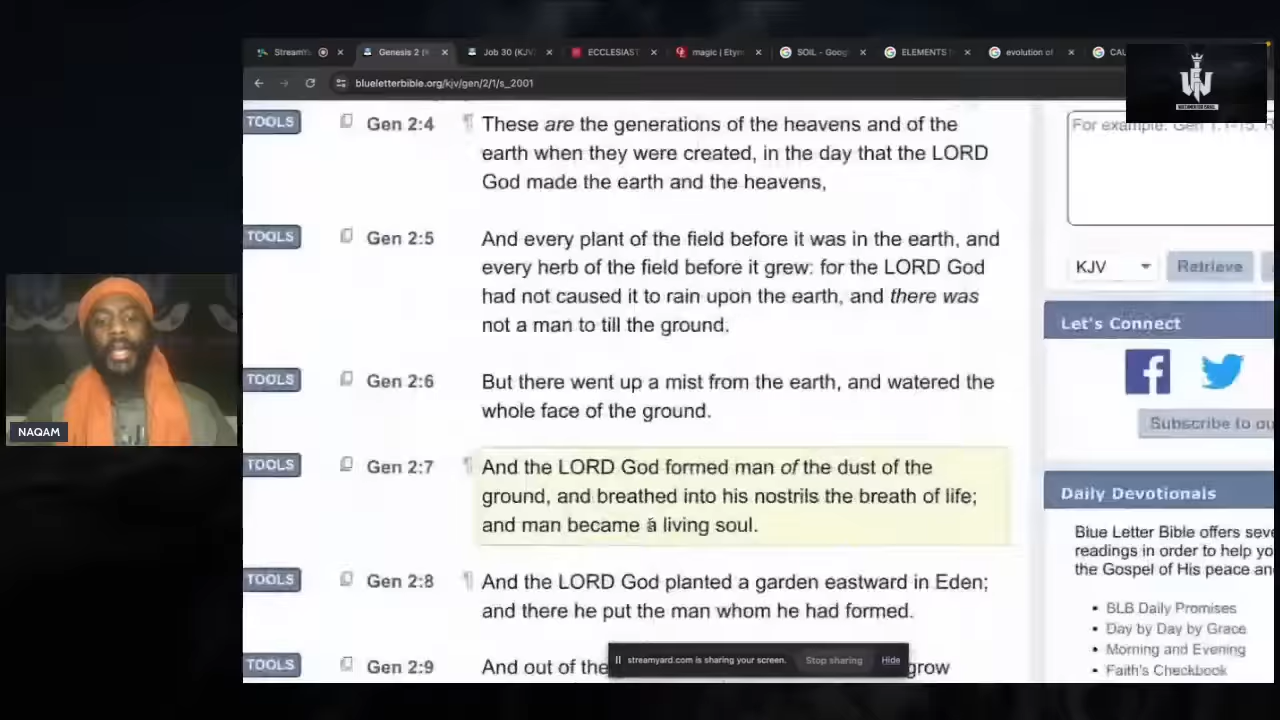 StreamY
Genesis 2 (
Job 30 (KJV
ECCLESIAST
magic | Etym
SOIL - Goog
ELEMENTS
evolution of
CAL
blueletterbible.org/kjv/gen/2/1/s_2001
TOOLS
Gen 2:4
¶ These are the generations of the heavens and of the
earth when they were created, in the day that the LORD
God made the earth and the heavens,
TOOLS
Gen 2:5
And every plant of the field before it was in the earth, and
every herb of the field before it grew: for the LORD God
had not caused it to rain upon the earth, and there was
not a man to till the ground.
TOOLS
Gen 2:6
But there went up a mist from the earth, and watered the
whole face of the ground.
TOOLS
Gen 2:7
¶ And the LORD God formed man of the dust of the
ground, and breathed into his nostrils the breath of life;
and man became a living soul.
TOOLS
Gen 2:8
¶ And the LORD God planted a garden eastward in Eden;
and there he put the man whom he had formed.
TOOLS
Gen 2:9
And out of the
grow
streamyard.com is sharing your screen.
Stop sharing
Hide
For example: Gen 1:1-15; R
KJV
Retrieve
Let's Connect
Subscribe to ou
Daily Devotionals
Blue Letter Bible offers seve
readings in order to help yo
the Gospel of His peace an
• BLB Daily Promises
• Day by Day by Grace
• Morning and Evening
• Faith's Checkbook
NAQAM